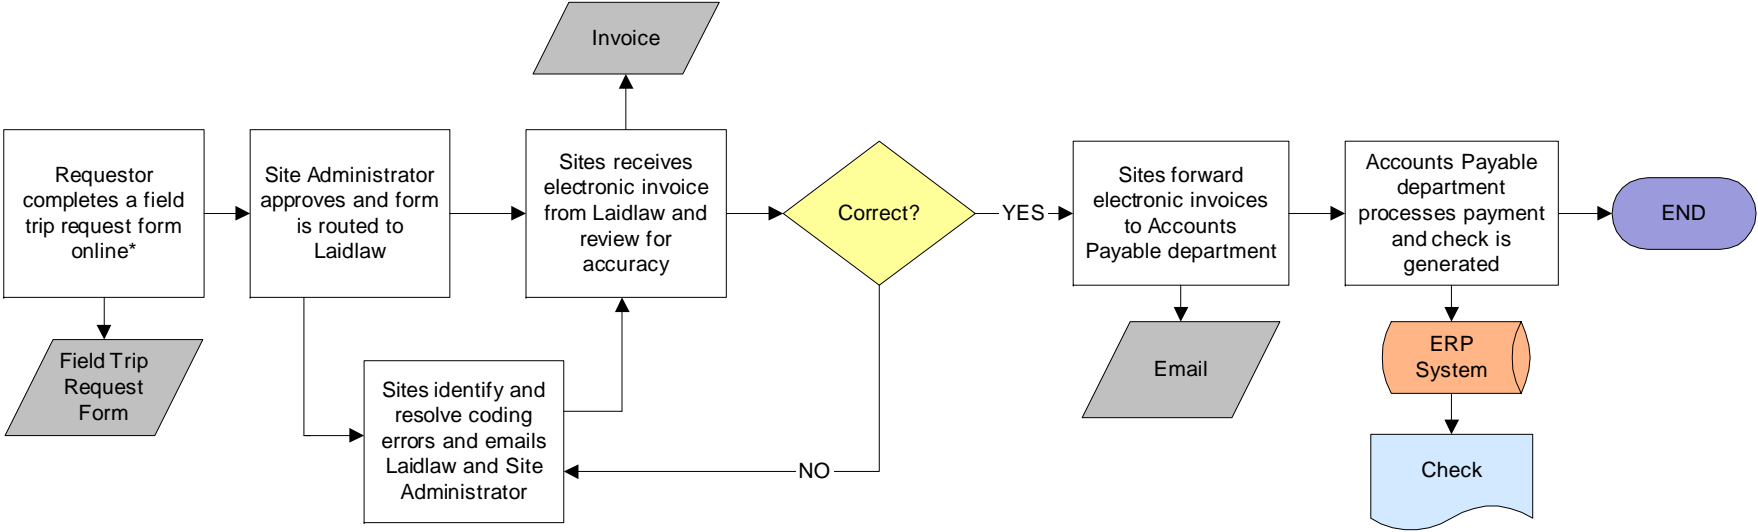 Invoice
Requestor
completes a field
trip request form
online*
Site Administrator
approves and form
is routed to
Laidlaw
Sites receives
electronic invoice
from Laidlaw and
review for
accuracy
Correct?
YES
Sites forward
electronic invoices
to Accounts
Payable department
Accounts Payable
department
processes payment
and check is
generated
END
Field Trip
Request
Form
Sites identify and
resolve coding
errors and emails
Laidlaw and Site
Administrator
NO
Email
ERP
System
Check